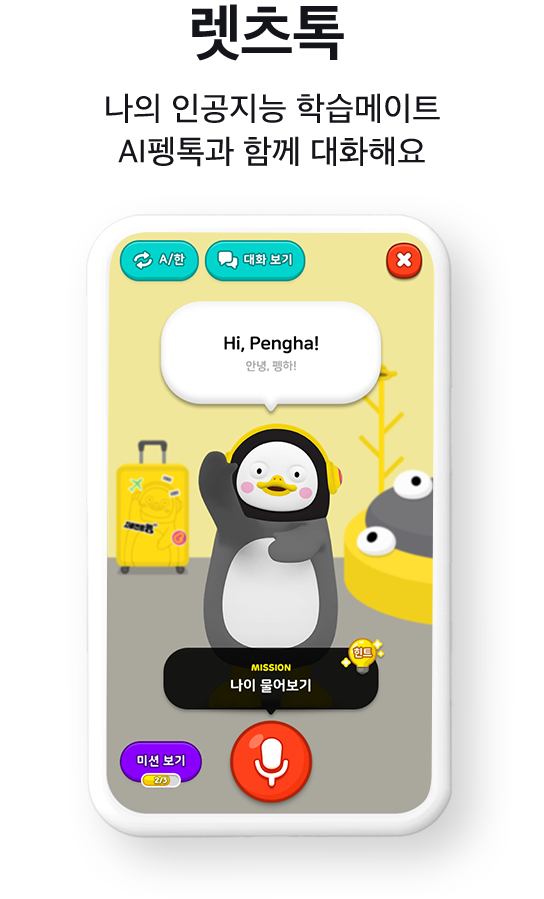 렛츠톡
나의 인공지능 학습메이트
AI펭톡과 함께 대화해요
A/한
대화 보기
Hi, Pengha!
안녕, 펭하!
힌트
MISSION
나이 물어보기
미션 보기
2/3